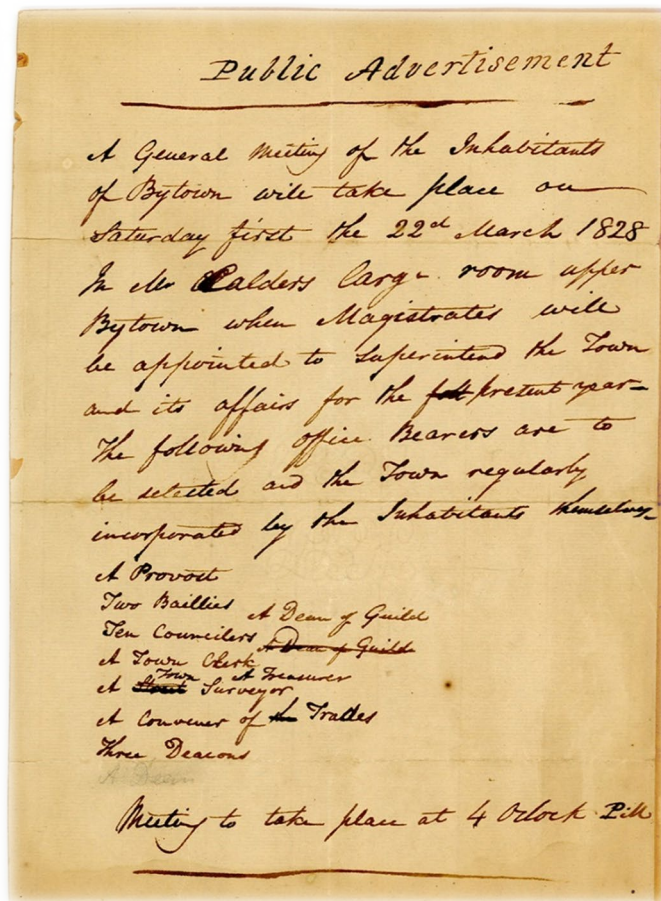 Public Advertisement
A General Meeting of the Inhabitants
of Bytown will take place on
Saturday first the 22d March 1828
In Mr Calders large room upper
Bytown when Magistrates will
be appointed to superintend the Town
and its affairs for the foll present year
The following office Bearers are to
be selected and the Town regularly
incorporated by the Inhabitants themselves
A Provost
Two Baillies A Dean of Guild
Ten Councilers A Dean of Guild
A Town Clerk A Treasurer
A Street Town Surveyor
A Convener of the Trades
Three Deacons
A Dean
Meeting to take place at 4 Oclock P.M